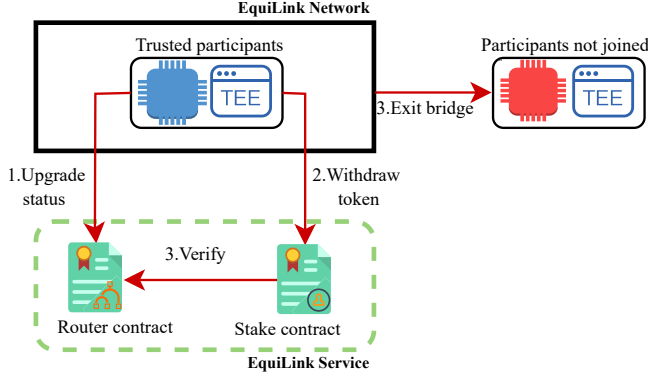 EquiLink Network
Trusted participants
TEE
Participants not joined
TEE
3.Exit bridge
1.Upgrade
status
2.Withdraw
token
3.Verify
Router contract
Stake contract
EquiLink Service